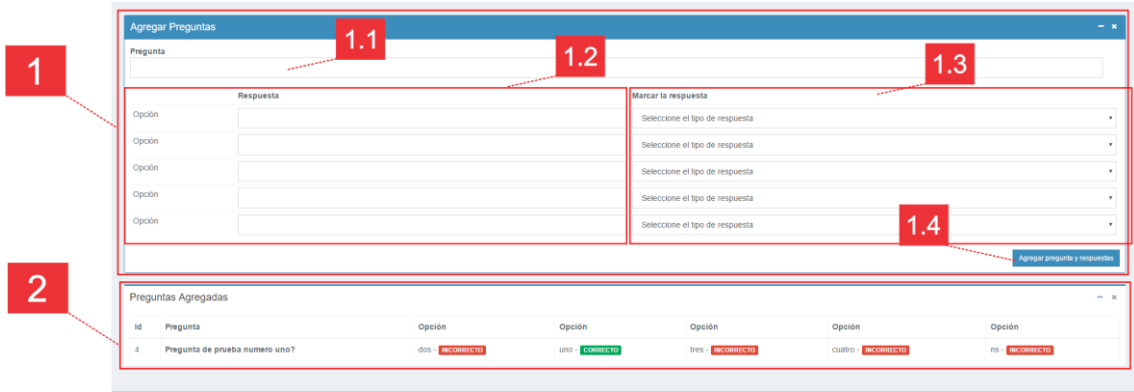 Agregar Preguntas
1.1
Pregunta
1.2
1
1.3
Respuesta Marcar la respuesta
Opción Seleccione el tipo de respuesta
Opción Seleccione el tipo de respuesta
Opción Seleccione el tipo de respuesta
Opción Seleccione el tipo de respuesta
Opción Seleccione el tipo de respuesta
1.4
Agregar pregunta y respuestas
2
Preguntas Agregadas
Id Pregunta Opción Opción Opción Opción Opción
4 Pregunta de prueba numero uno? dos - INCORRECTO uno - CORRECTO tres - INCORRECTO cuatro - INCORRECTO ns - INCORRECTO